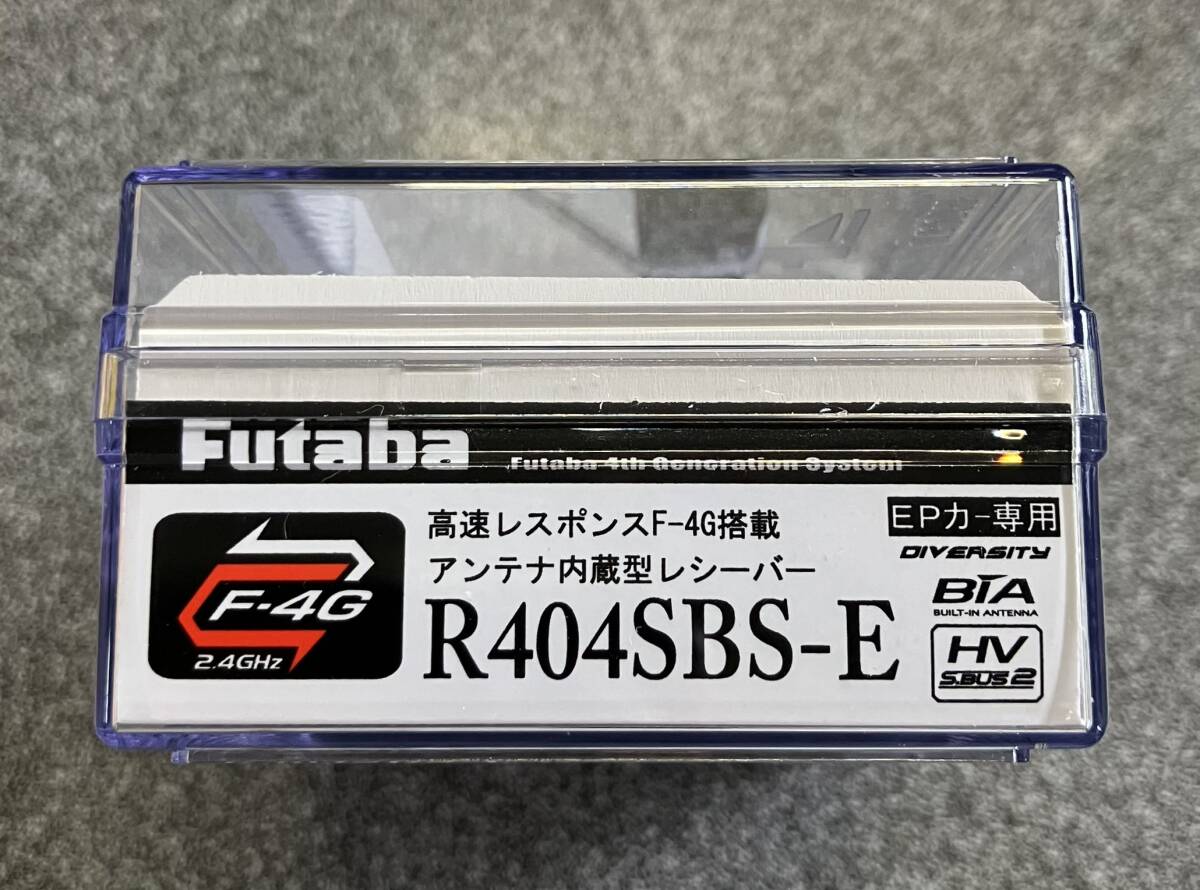 Futaba
Futaba 4th Generation System
高速レスポンスF-4G搭載
アンテナ内蔵型レシーバー
R404SBS-E
F-4G
2.4GHz
EPカー専用
DIVERSITY
BIA
BUILT-IN ANTENNA
HV
S.BUS2